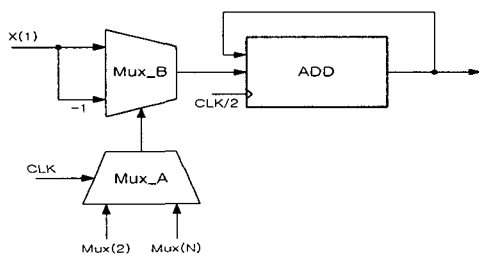 X(1)
Mux_B
ADD
-1
CLK/2
CLK
Mux_A
Mux(2)
Mux(N)